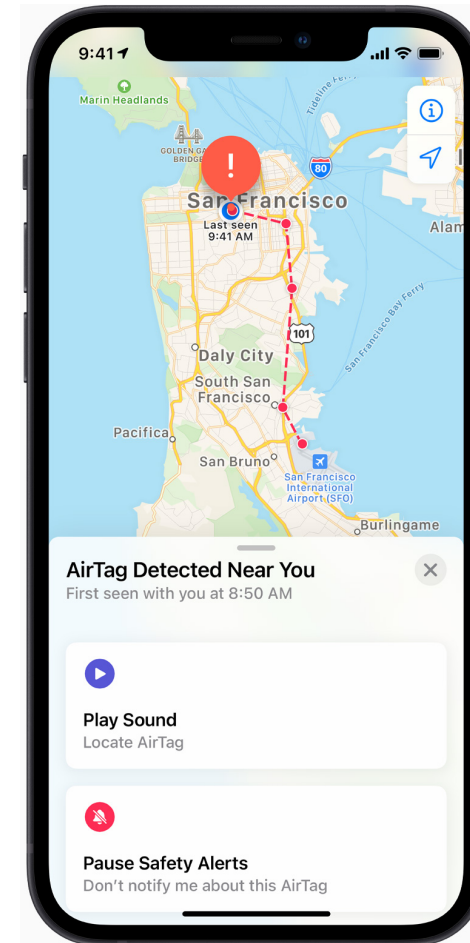 9:41
Marin Headlands
Tideline Fer
GOLDEN GA
BRIDGE
80
San Francisco
Last seen
9:41 AM
Alam
San Francisco Bay Ferry
101
Daly City
South San
Francisco
Pacifica
San Bruno
San Francisco
International
Airport (SFO)
Burlingame
AirTag Detected Near You
First seen with you at 8:50 AM
Play Sound
Locate AirTag
Pause Safety Alerts
Don't notify me about this AirTag